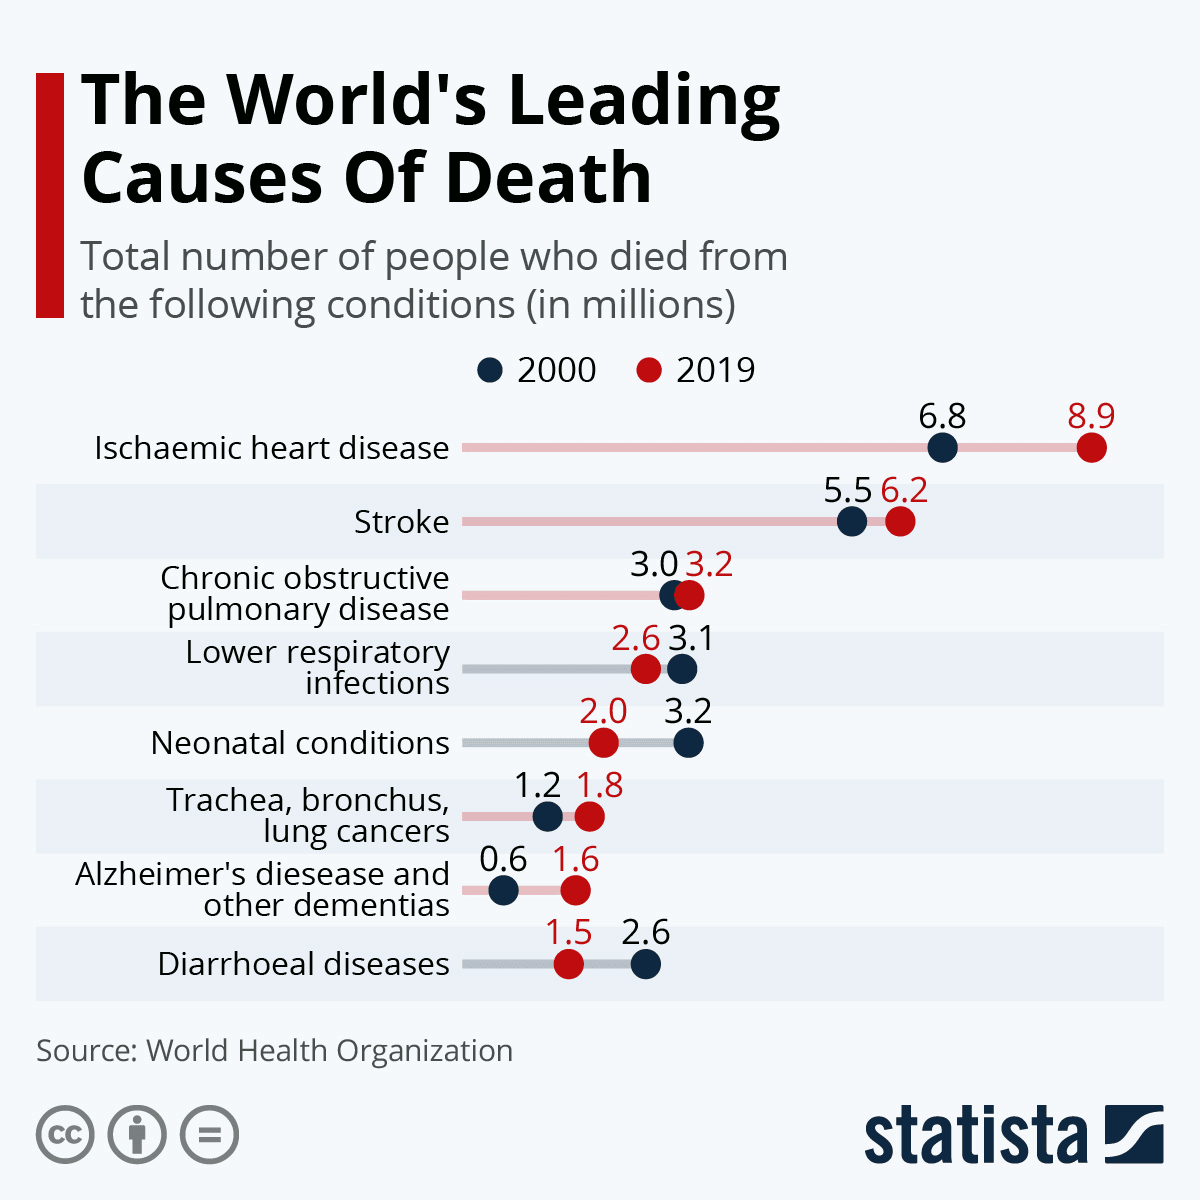 The World's Leading
Causes Of Death
Total number of people who died from
the following conditions (in millions)
2000 2019
Ischaemic heart disease 6.8 8.9
Stroke 5.5 6.2
Chronic obstructive
pulmonary disease 3.0 3.2
Lower respiratory
infections 2.6 3.1
Neonatal conditions 2.0 3.2
Trachea, bronchus,
lung cancers 1.2 1.8
Alzheimer's diesease and
other dementias 0.6 1.6
Diarrhoeal diseases 1.5 2.6
Source: World Health Organization
cc
statista